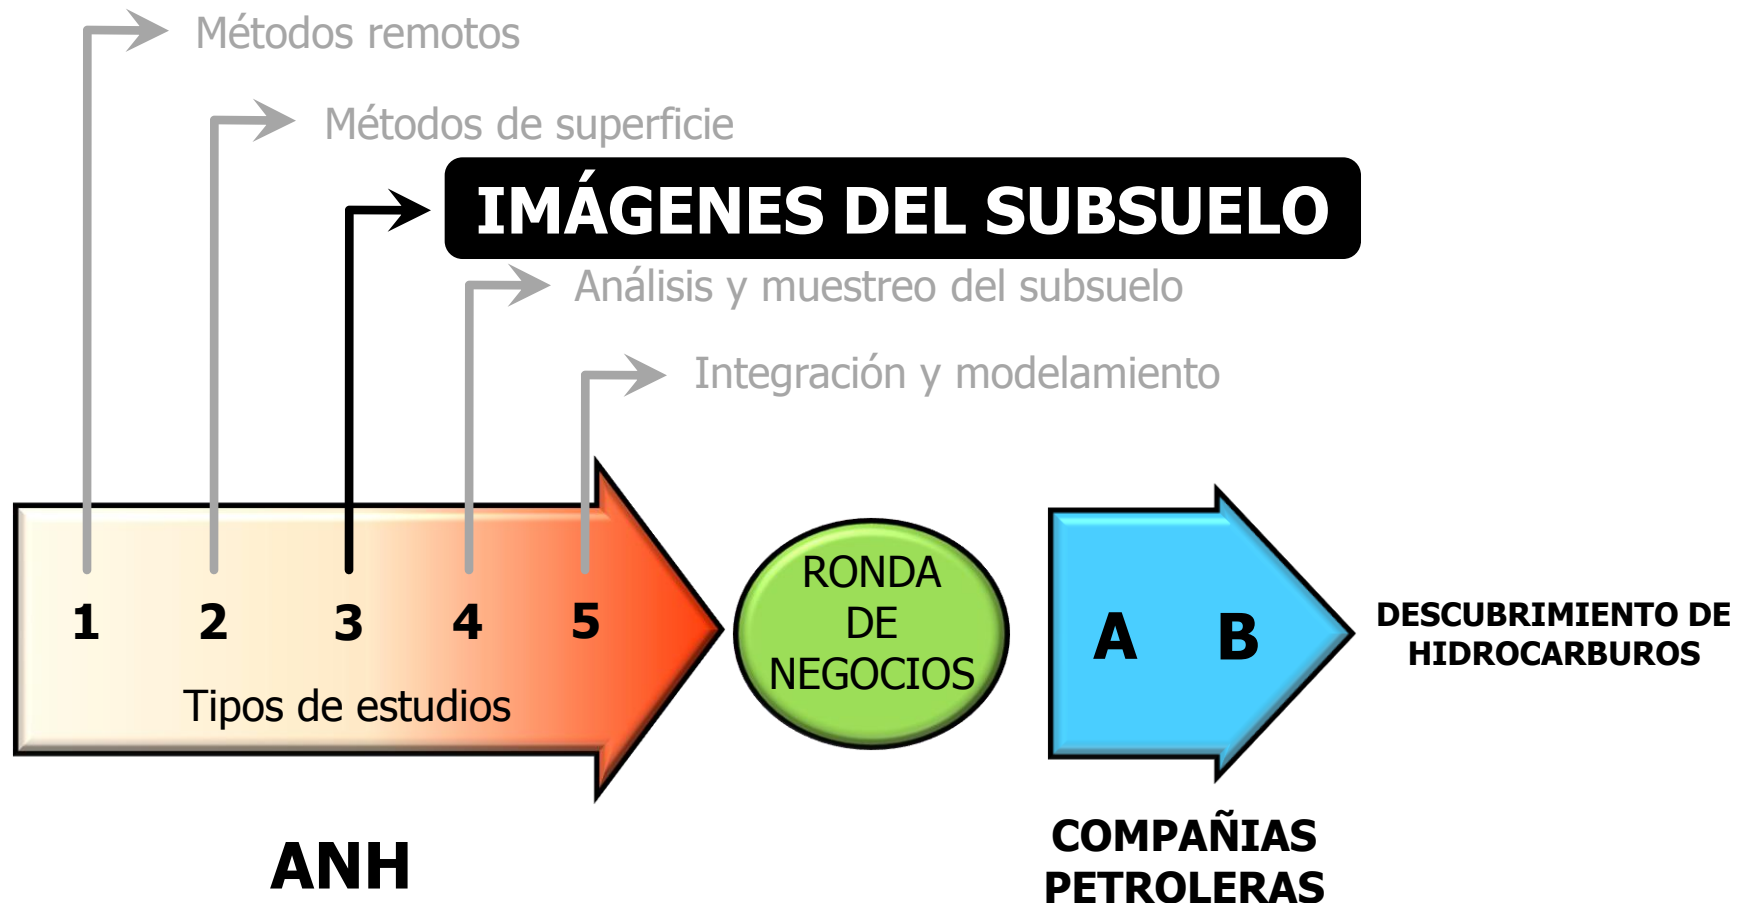 Métodos remotos
Métodos de superficie
IMÁGENES DEL SUBSUELO
Análisis y muestreo del subsuelo
Integración y modelamiento
1 2 3 4 5
Tipos de estudios
ANH
RONDA
DE
NEGOCIOS
A B
COMPAÑIAS
PETROLERAS
DESCUBRIMIENTO DE
HIDROCARBUROS